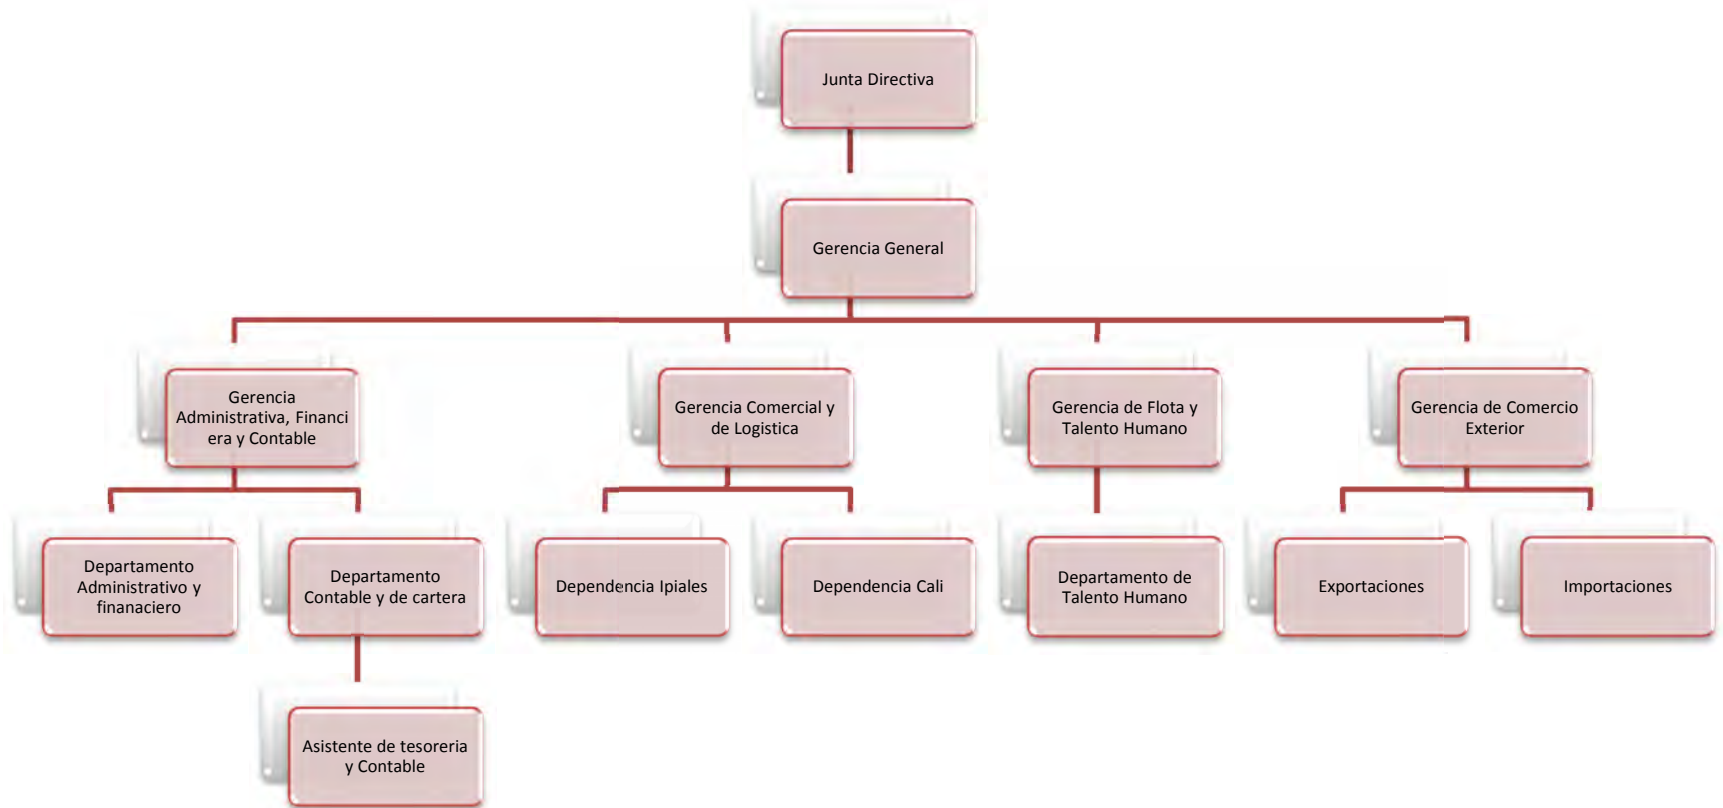 Junta Directiva
Gerencia General
Gerencia
Administrativa, Financi
era y Contable
Gerencia Comercial y
de Logistica
Gerencia de Flota y
Talento Humano
Gerencia de Comercio
Exterior
Departamento
Administrativo y
finanaciero
Departamento
Contable y de cartera
Dependencia Ipiales
Dependencia Cali
Departamento de
Talento Humano
Exportaciones
Importaciones
Asistente de tesoreria
y Contable